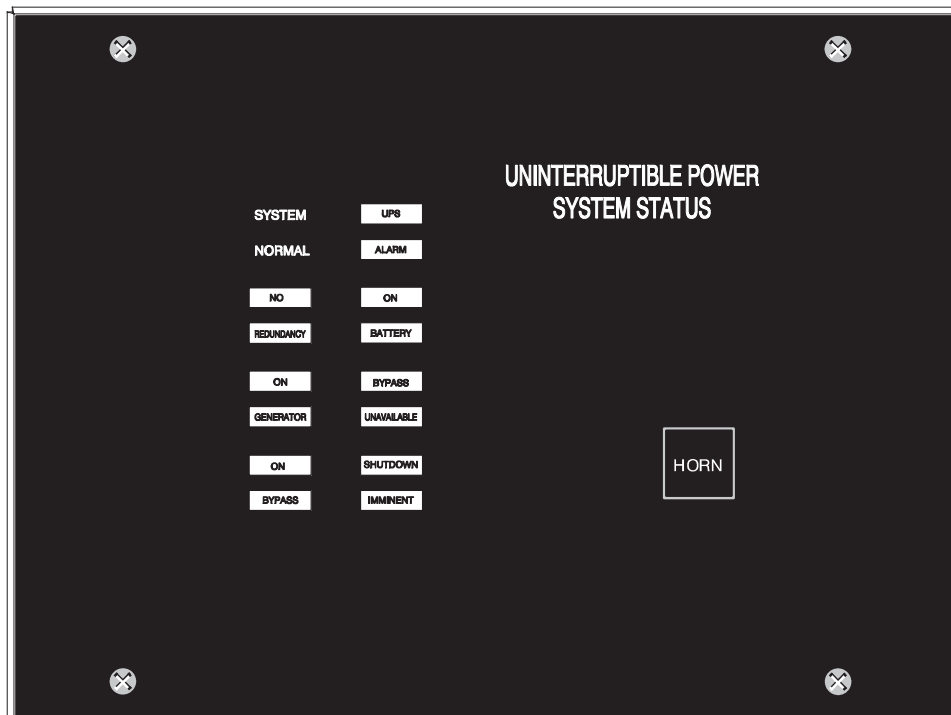 UNINTERRUPTIBLE POWER
SYSTEM STATUS
SYSTEM
NORMAL
UPS
ALARM
NO
REDUNDANCY
ON
BATTERY
ON
GENERATOR
BYPASS
UNAVAILABLE
ON
BYPASS
SHUTDOWN
IMMINENT
HORN